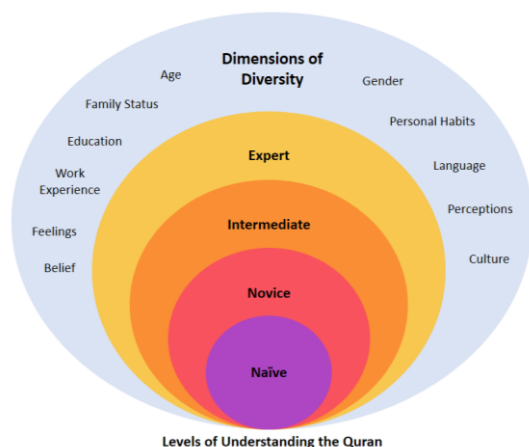 Dimensions of
Diversity
Age
Gender
Family Status
Personal Habits
Education
Expert
Language
Work
Experience
Perceptions
Intermediate
Feelings
Culture
Belief
Novice
Naïve
Levels of Understanding the Quran